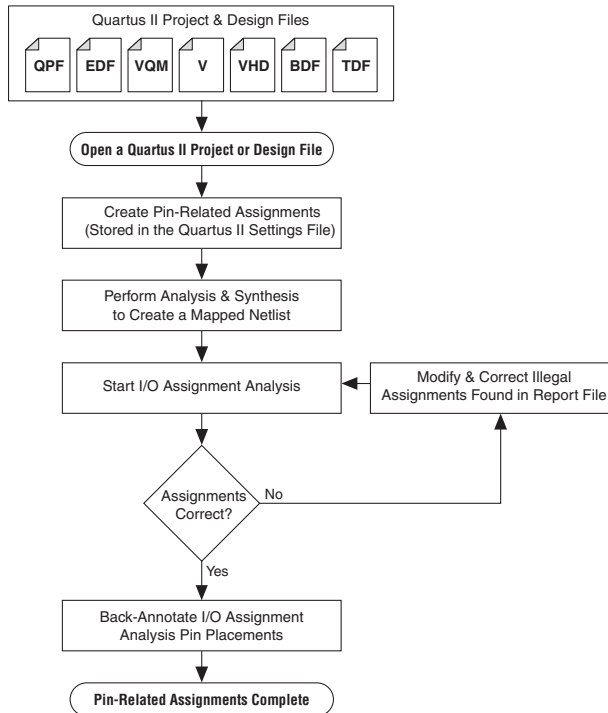 Quartus II Project & Design Files
QPF EDF VQM V VHD BDF TDF
Open a Quartus II Project or Design File
Create Pin-Related Assignments
(Stored in the Quartus II Settings File)
Perform Analysis & Synthesis
to Create a Mapped Netlist
Start I/O Assignment Analysis
Modify & Correct Illegal
Assignments Found in Report File
Assignments
Correct?
No
Yes
Back-Annotate I/O Assignment
Analysis Pin Placements
Pin-Related Assignments Complete